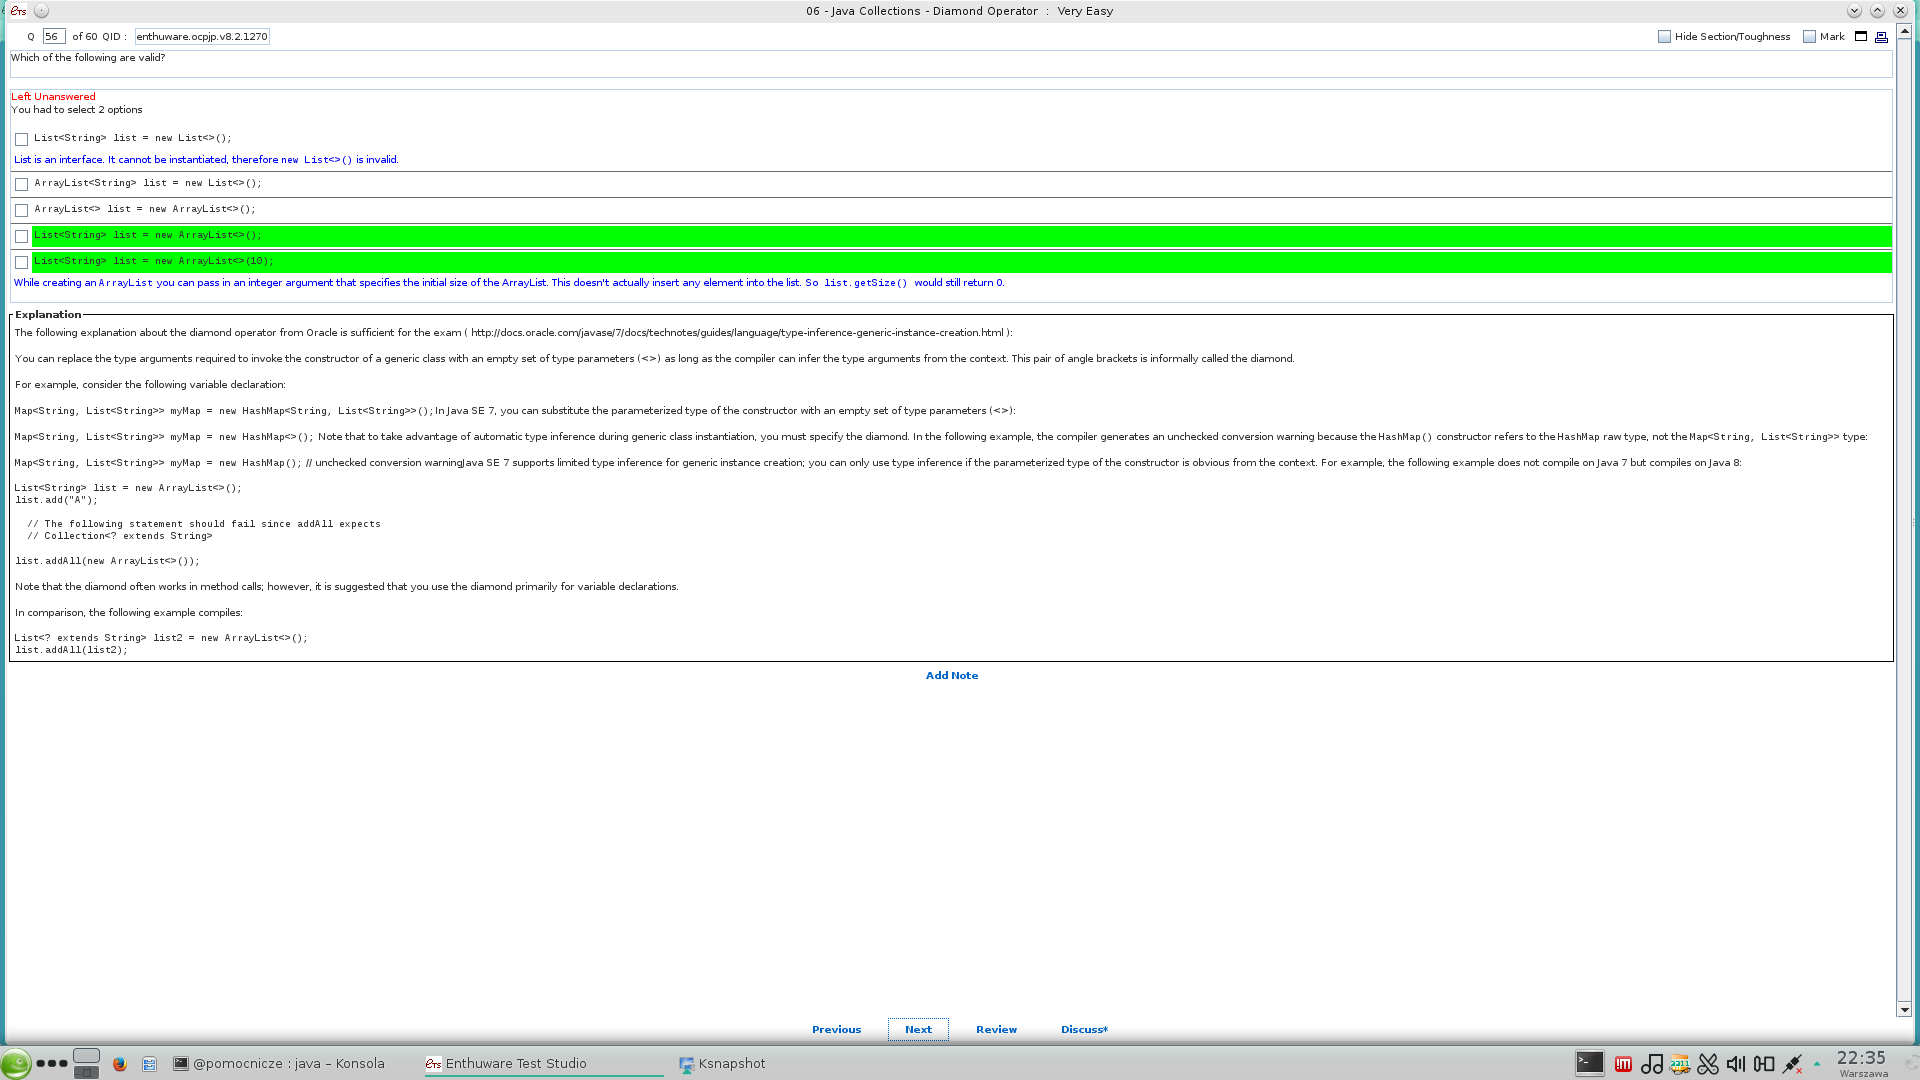 eTs
06 - Java Collections - Diamond Operator : Very Easy
Q 56 of 60 QID : enthuware.ocpjp.v8.2.1270
Hide Section/Toughness Mark
Which of the following are valid?
Left Unanswered
You had to select 2 options
List<String> list = new List<>();
List is an interface. It cannot be instantiated, therefore new List<>() is invalid.
ArrayList<String> list = new List<>();
ArrayList<> list = new ArrayList<>();
List<String> list = new ArrayList<>();
List<String> list = new ArrayList<>(10);
While creating an ArrayList you can pass in an integer argument that specifies the initial size of the ArrayList. This doesn't actually insert any element into the list. So list.getSize() would still return 0.
Explanation
The following explanation about the diamond operator from Oracle is sufficient for the exam ( http://docs.oracle.com/javase/7/docs/technotes/guides/language/type-inference-generic-instance-creation.html ):
You can replace the type arguments required to invoke the constructor of a generic class with an empty set of type parameters (<>) as long as the compiler can infer the type arguments from the context. This pair of angle brackets is informally called the diamond.
For example, consider the following variable declaration:
Map<String, List<String>> myMap = new HashMap<String, List<String>>();In Java SE 7, you can substitute the parameterized type of the constructor with an empty set of type parameters (<>):
Map<String, List<String>> myMap = new HashMap<>(); Note that to take advantage of automatic type inference during generic class instantiation, you must specify the diamond. In the following example, the compiler generates an unchecked conversion warning because the HashMap() constructor refers to the HashMap raw type, not the Map<String, List<String>> type:
Map<String, List<String>> myMap = new HashMap(); // unchecked conversion warningJava SE 7 supports limited type inference for generic instance creation; you can only use type inference if the parameterized type of the constructor is obvious from the context. For example, the following example does not compile on Java 7 but compiles on Java 8:
List<String> list = new ArrayList<>();
list.add("A");
// The following statement should fail since addAll expects
// Collection<? extends String>
list.addAll(new ArrayList<>());
Note that the diamond often works in method calls; however, it is suggested that you use the diamond primarily for variable declarations.
In comparison, the following example compiles:
List<? extends String> list2 = new ArrayList<>();
list.addAll(list2);
Add Note
Previous Next Review Discuss*
@pomocnicze : java – Konsola
eTs Enthuware Test Studio
Ksnapshot
22:35
Warszawa